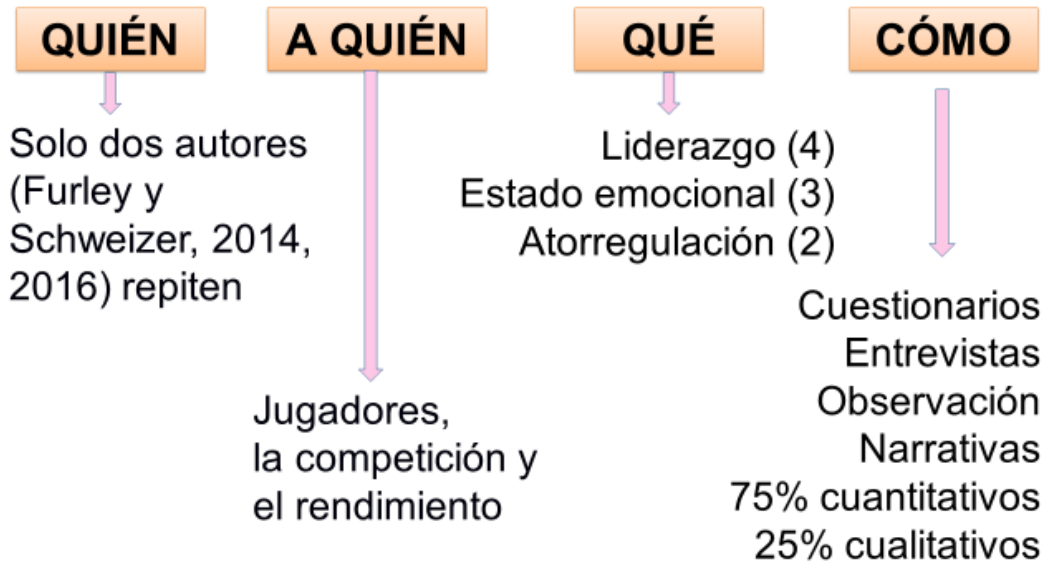 QUIÉN
Solo dos autores
(Furley y
Schweizer, 2014,
2016) repiten
A QUIÉN
Jugadores,
la competición y
el rendimiento
QUÉ
Liderazgo (4)
Estado emocional (3)
Atorregulación (2)
CÓMO
Cuestionarios
Entrevistas
Observación
Narrativas
75% cuantitativos
25% cualitativos